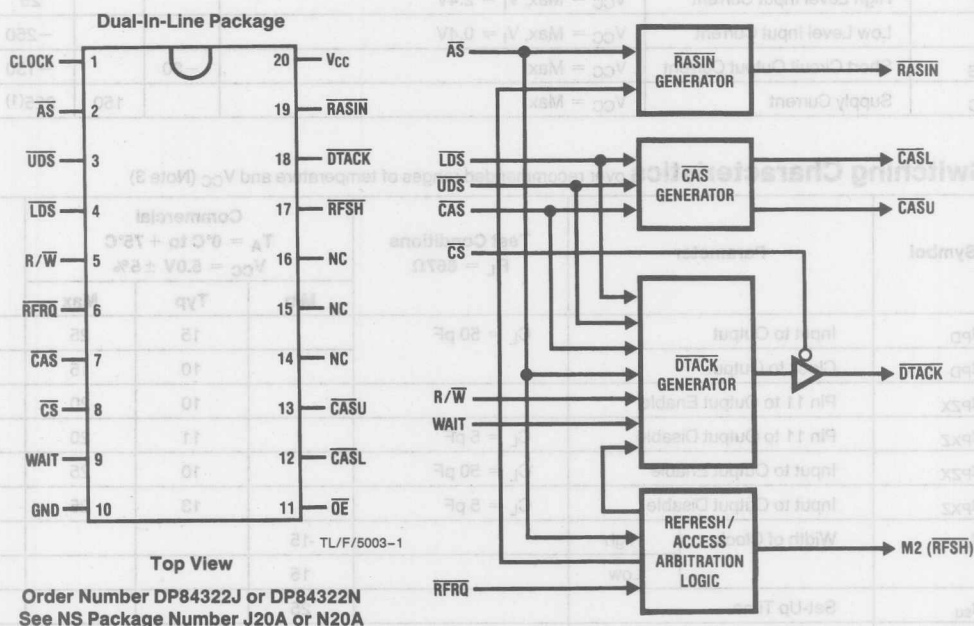 Dual-In-Line Package
CLOCK 1
AS 2
UDS 3
LDS 4
R/W 5
RFRQ 6
CAS 7
CS 8
WAIT 9
GND 10
20 VCC
19 RASIN
18 DTACK
17 RFSH
16 NC
15 NC
14 NC
13 CASU
12 CASL
11 OE
TL/F/5003-1
Top View
Order Number DP84322J or DP84322N
See NS Package Number J20A or N20A
AS
RASIN
GENERATOR
RASIN
LDS
UDS
CAS
CAS
GENERATOR
CASL
CASU
CS
DTACK
GENERATOR
DTACK
R/W
WAIT
REFRESH/
ACCESS
ARBITRATION
LOGIC
M2 (RFSH)
RFRQ